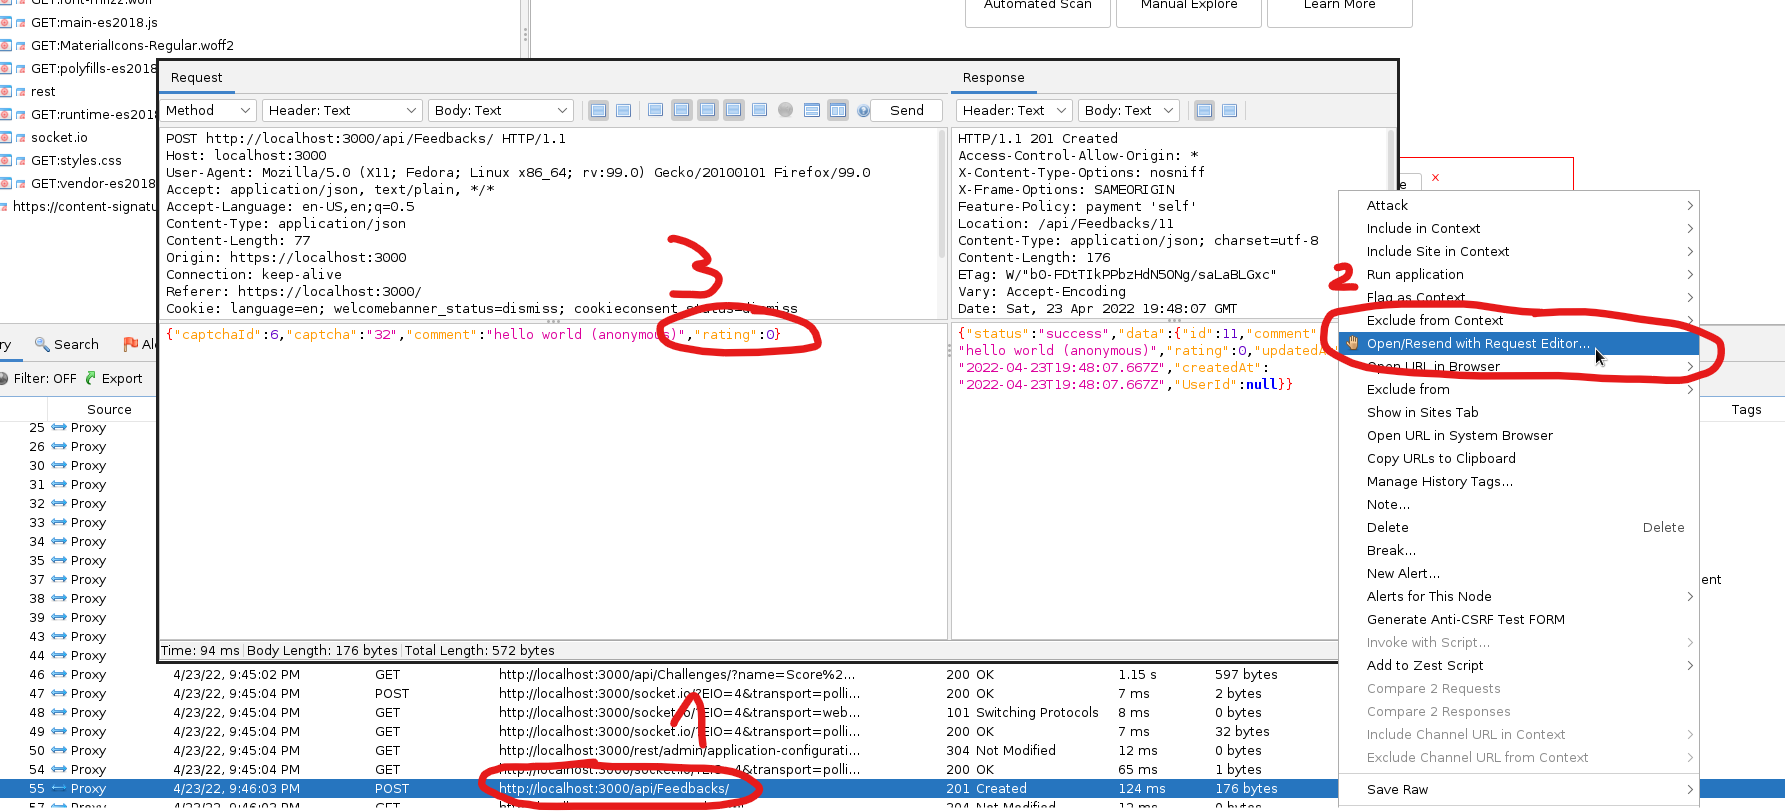 Automated Scan
Manual Explore
Learn More
GET:main-es2018.js
GET:MaterialIcons-Regular.woff2
GET:polyfills-es2018
rest
GET:runtime-es2018
socket.io
GET:styles.css
GET:vendor-es2018
https://content-signatu
Request
Response
Method
Header: Text
Body: Text
Send
Header: Text
Body: Text
POST http://localhost:3000/api/Feedbacks/ HTTP/1.1
Host: localhost:3000
User-Agent: Mozilla/5.0 (X11; Fedora; Linux x86_64; rv:99.0) Gecko/20100101 Firefox/99.0
Accept: application/json, text/plain, */*
Accept-Language: en-US,en;q=0.5
Content-Type: application/json
Content-Length: 77
Origin: https://localhost:3000
Connection: keep-alive
Referer: https://localhost:3000/
Cookie: language=en; welcomebanner_status=dismiss; cookieconsent_status=dismiss
3
{"captchaId":6,"captcha":"32","comment":"hello world (anonymous)","rating":0}
HTTP/1.1 201 Created
Access-Control-Allow-Origin: *
X-Content-Type-Options: nosniff
X-Frame-Options: SAMEORIGIN
Feature-Policy: payment 'self'
Location: /api/Feedbacks/11
Content-Type: application/json; charset=utf-8
Content-Length: 176
ETag: W/"b0-FDtTIkPPbzHdN5ONg/saLaBLGxc"
Vary: Accept-Encoding
Date: Sat, 23 Apr 2022 19:48:07 GMT
{"status":"success","data":{"id":11,"comment"
"hello world (anonymous)","rating":0,"updatedA
"2022-04-23T19:48:07.667Z","createdAt":
"2022-04-23T19:48:07.667Z","UserId":null}}
Time: 94 ms Body Length: 176 bytes Total Length: 572 bytes
2
Attack
Include in Context
Include Site in Context
Run application
Flag as Context
Exclude from Context
Open/Resend with Request Editor...
Open URL in Browser
Exclude from
Show in Sites Tab
Open URL in System Browser
Copy URLs to Clipboard
Manage History Tags...
Note...
Delete Delete
Break...
New Alert...
Alerts for This Node
Generate Anti-CSRF Test FORM
Invoke with Script...
Add to Zest Script
Compare 2 Requests
Compare 2 Responses
Include Channel URL in Context
Exclude Channel URL from Context
Save Raw
ry Search Al
Filter: OFF Export
Source
Tags
25 Proxy
26 Proxy
30 Proxy
31 Proxy
32 Proxy
33 Proxy
34 Proxy
35 Proxy
37 Proxy
ent
38 Proxy
39 Proxy
43 Proxy
44 Proxy
46 Proxy 4/23/22, 9:45:02 PM GET http://localhost:3000/api/Challenges/?name=Score%2... 200 OK 1.15 s 597 bytes
47 Proxy 4/23/22, 9:45:04 PM POST http://localhost:3000/socket.io/?EIO=4&transport=polli... 200 OK 7 ms 2 bytes
48 Proxy 4/23/22, 9:45:04 PM GET http://localhost:3000/socket.io/?EIO=4&transport=web... 101 Switching Protocols 8 ms 0 bytes
49 Proxy 4/23/22, 9:45:04 PM GET http://localhost:3000/socket.io/?EIO=4&transport=polli... 200 OK 7 ms 32 bytes
1
50 Proxy 4/23/22, 9:45:04 PM GET http://localhost:3000/rest/admin/application-configurati... 304 Not Modified 12 ms 0 bytes
54 Proxy 4/23/22, 9:45:04 PM GET http://localhost:3000/socket.io/?EIO=4&transport=polli... 200 OK 65 ms 1 bytes
55 Proxy 4/23/22, 9:46:03 PM POST http://localhost:3000/api/Feedbacks/ 201 Created 124 ms 176 bytes